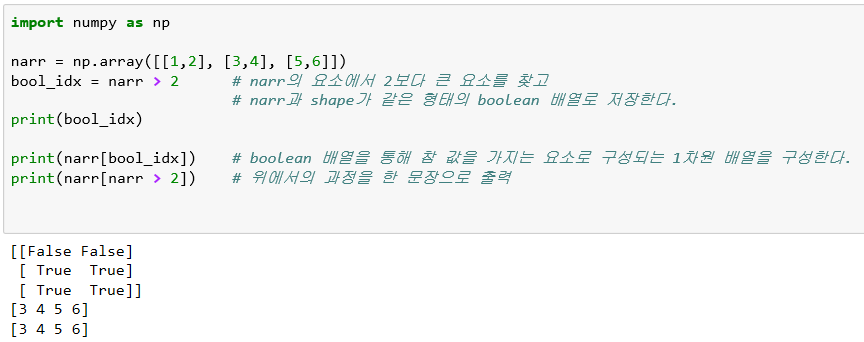 import numpy as np
narr = np.array([[1,2], [3,4], [5,6]])
bool_idx = narr > 2      # narr의 요소에서 2보다 큰 요소를 찾고
                         # narr과 shape가 같은 형태의 boolean 배열로 저장한다.
print(bool_idx)
print(narr[bool_idx])    # boolean 배열을 통해 참 값을 가지는 요소로 구성되는 1차원 배열을 구성한다.
print(narr[narr > 2])    # 위에서의 과정을 한 문장으로 출력
[[False False]
 [ True  True]
 [ True  True]]
[3 4 5 6]
[3 4 5 6]